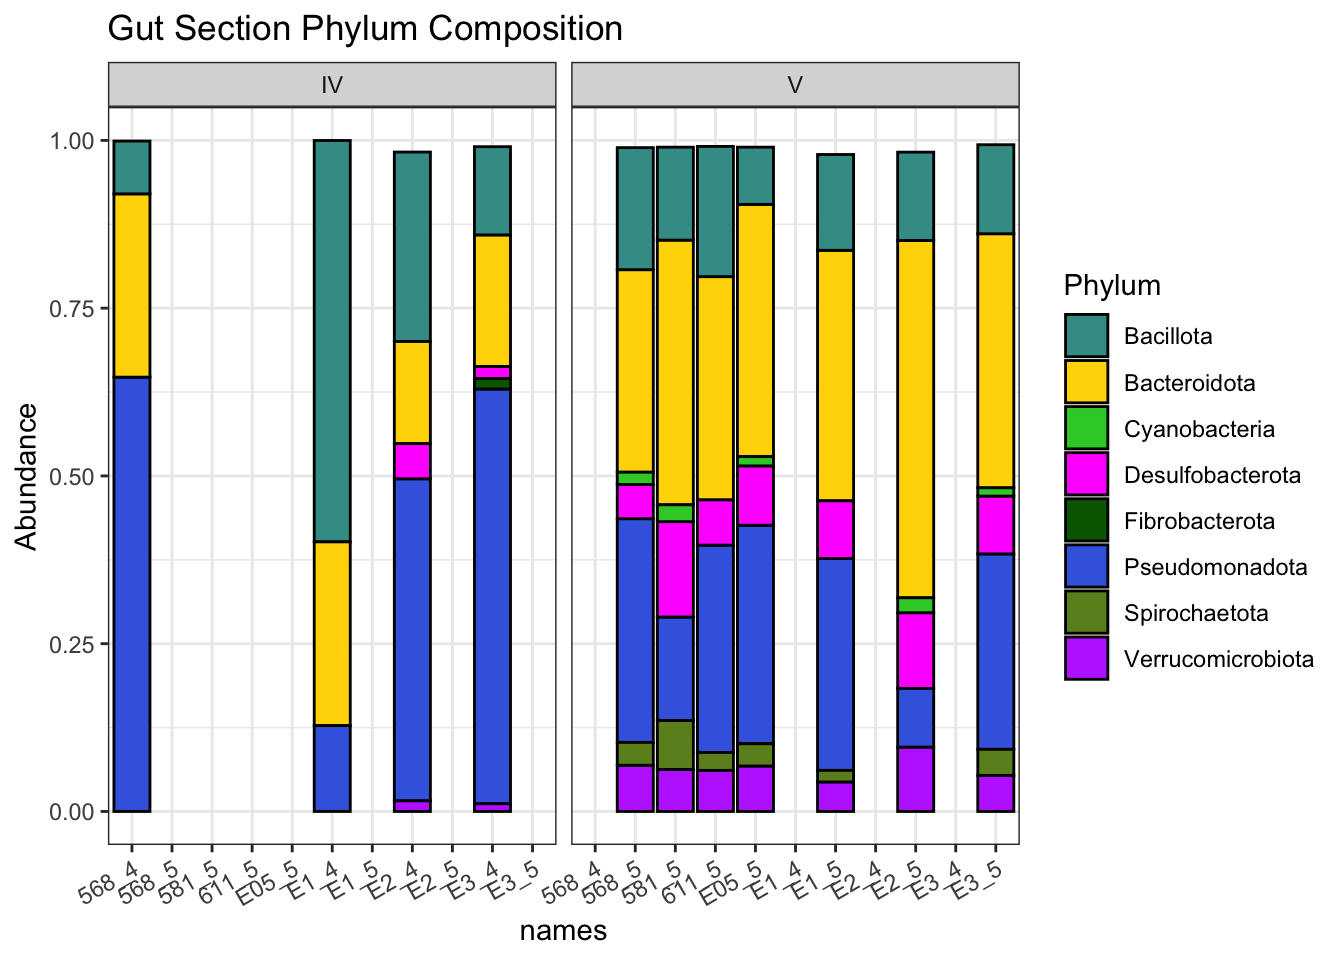 Gut Section Phylum Composition
IV
V
1.00
0.75
0.50
0.25
0.00
Abundance
568_4
568_5
581_5
611_5
E05_5
E1_4
E1_5
E2_4
E2_5
E3_4
E3_5
568_4
568_5
581_5
611_5
E05_5
E1_4
E1_5
E2_4
E2_5
E3_4
E3_5
names
Phylum
Bacillota
Bacteroidota
Cyanobacteria
Desulfobacterota
Fibrobacterota
Pseudomonadota
Spirochaetota
Verrucomicrobiota